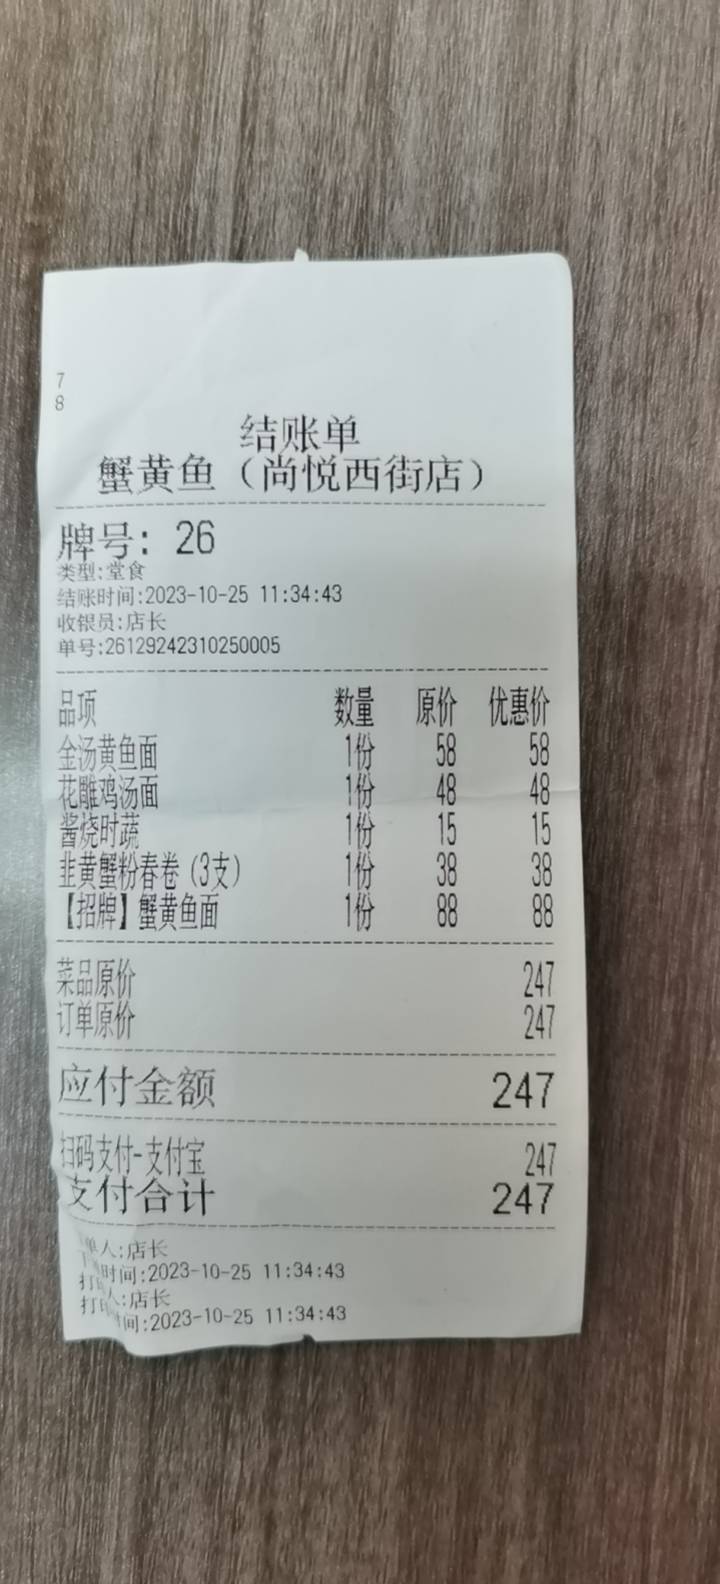 7
8
结账单
蟹黄鱼（尚悦西街店）
牌号: 26
类型:堂食
结账时间:2023-10-25 11:34:43
收银员:店长
单号:26129242310250005
品项 数量 原价 优惠价
金汤黄鱼面 1份 58 58
花雕鸡汤面 1份 48 48
酱烧时蔬 1份 15 15
韭黄蟹粉春卷（3支） 1份 38 38
【招牌】蟹黄鱼面 1份 88 88
菜品原价 247
订单原价 247
应付金额 247
扫码支付-支付宝 247
支付合计 247
单人:店长
时间:2023-10-25 11:34:43
打 人:店长
打 时间:2023-10-25 11:34:43